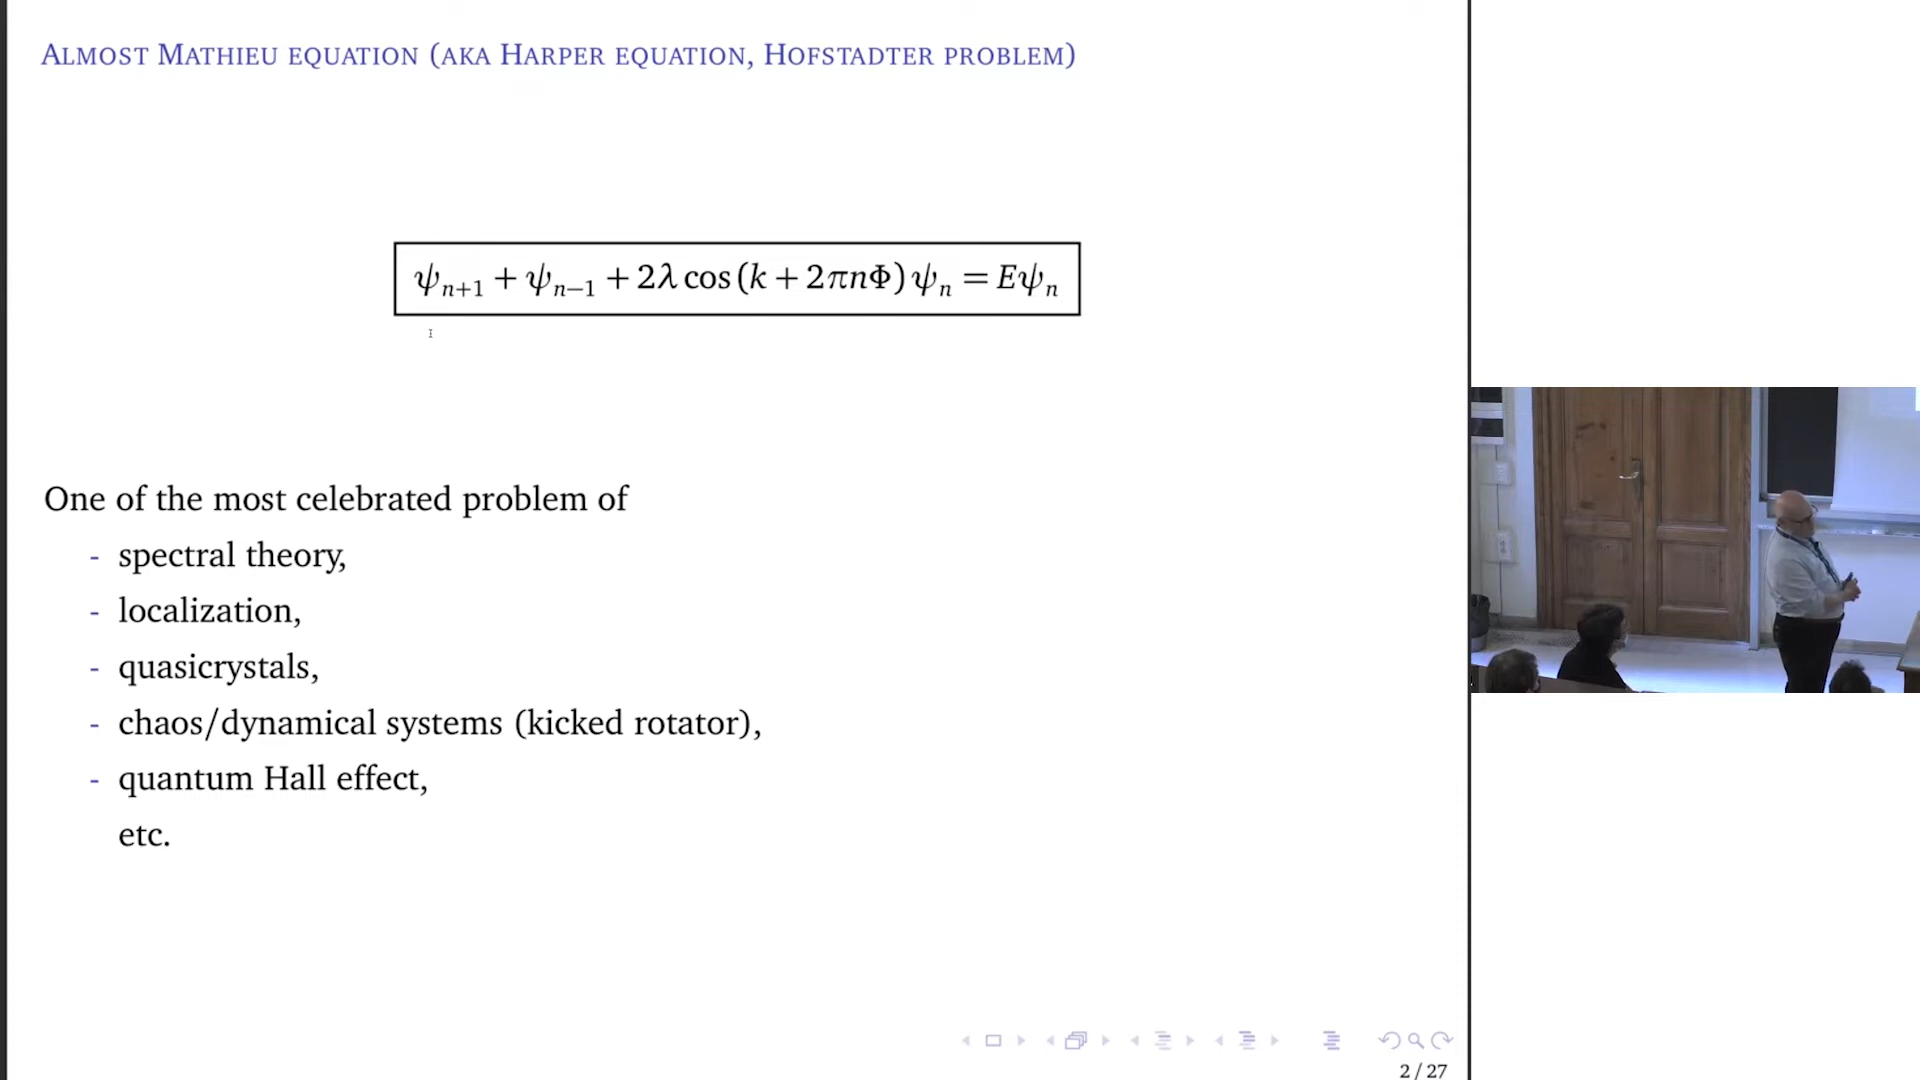 ALMOST MATHIEU EQUATION (AKA HARPER EQUATION, HOFSTADTER PROBLEM)
ψ_{n+1} + ψ_{n−1} + 2λ cos(k + 2πnΦ) ψ_n = Eψ_n
One of the most celebrated problem of
- spectral theory,
- localization,
- quasicrystals,
- chaos/dynamical systems (kicked rotator),
- quantum Hall effect,
etc.
2 / 27